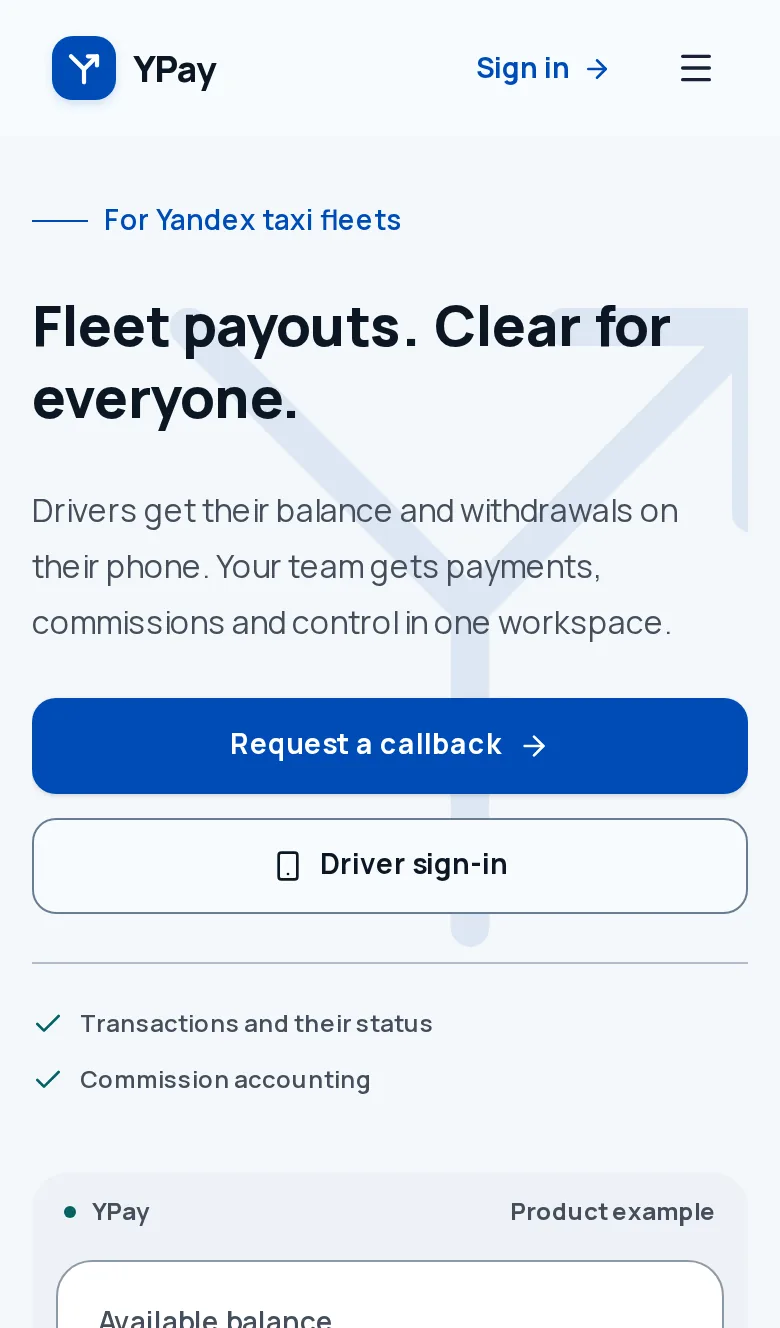 YPay
Sign in
For Yandex taxi fleets
Fleet payouts. Clear for
everyone.
Drivers get their balance and withdrawals on
their phone. Your team gets payments,
commissions and control in one workspace.
Request a callback
Driver sign-in
Transactions and their status
Commission accounting
YPay
Product example
Available balance